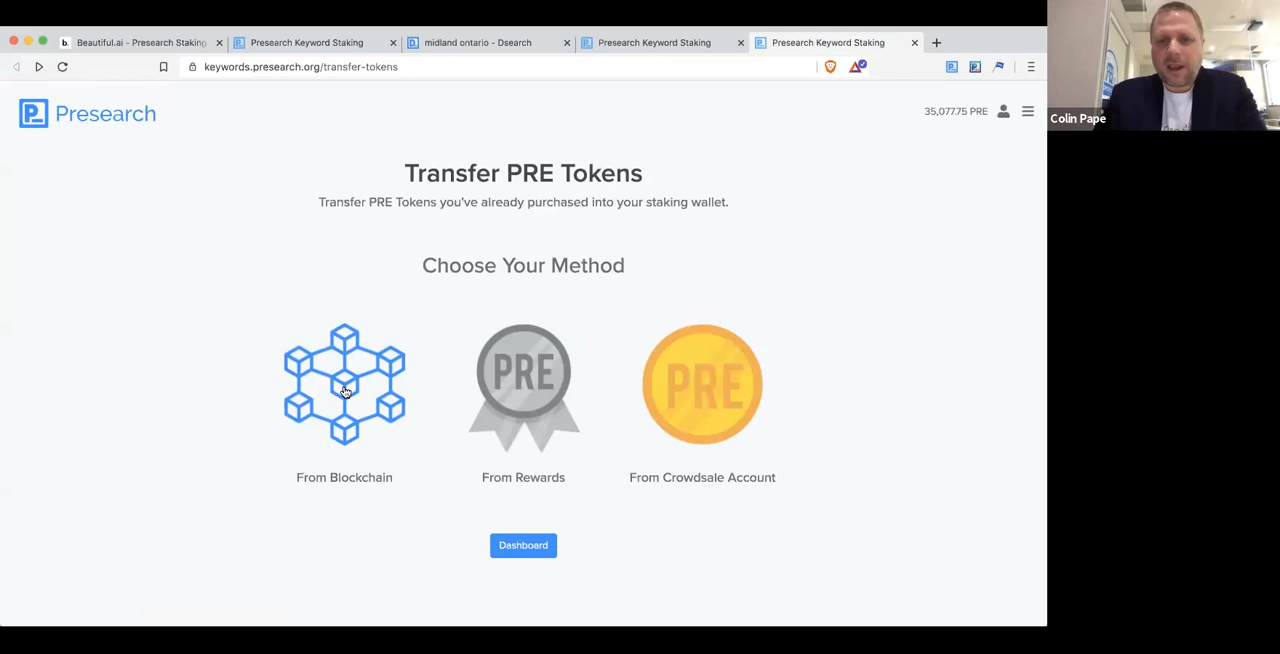 Beautiful.ai - Presearch Staking
Presearch Keyword Staking
midland ontario - Dsearch
Presearch Keyword Staking
Presearch Keyword Staking
keywords.presearch.org/transfer-tokens
Presearch
35,077.75 PRE
Colin Pape
Transfer PRE Tokens
Transfer PRE Tokens you've already purchased into your staking wallet.
Choose Your Method
PRE
PRE
From Blockchain
From Rewards
From Crowdsale Account
Dashboard